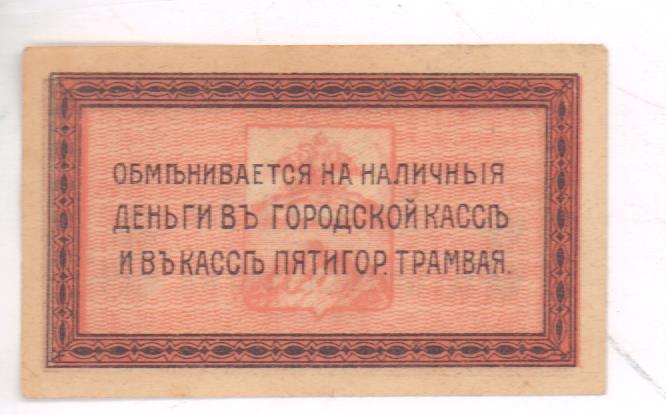 ОБМѢНИВАЕТСЯ НА НАЛИЧНЫЯ
ДЕНЬГИ ВЪ ГОРОДСКОЙ КАССѢ
И ВЪ КАССѢ ПЯТИГОР. ТРАМВАЯ.